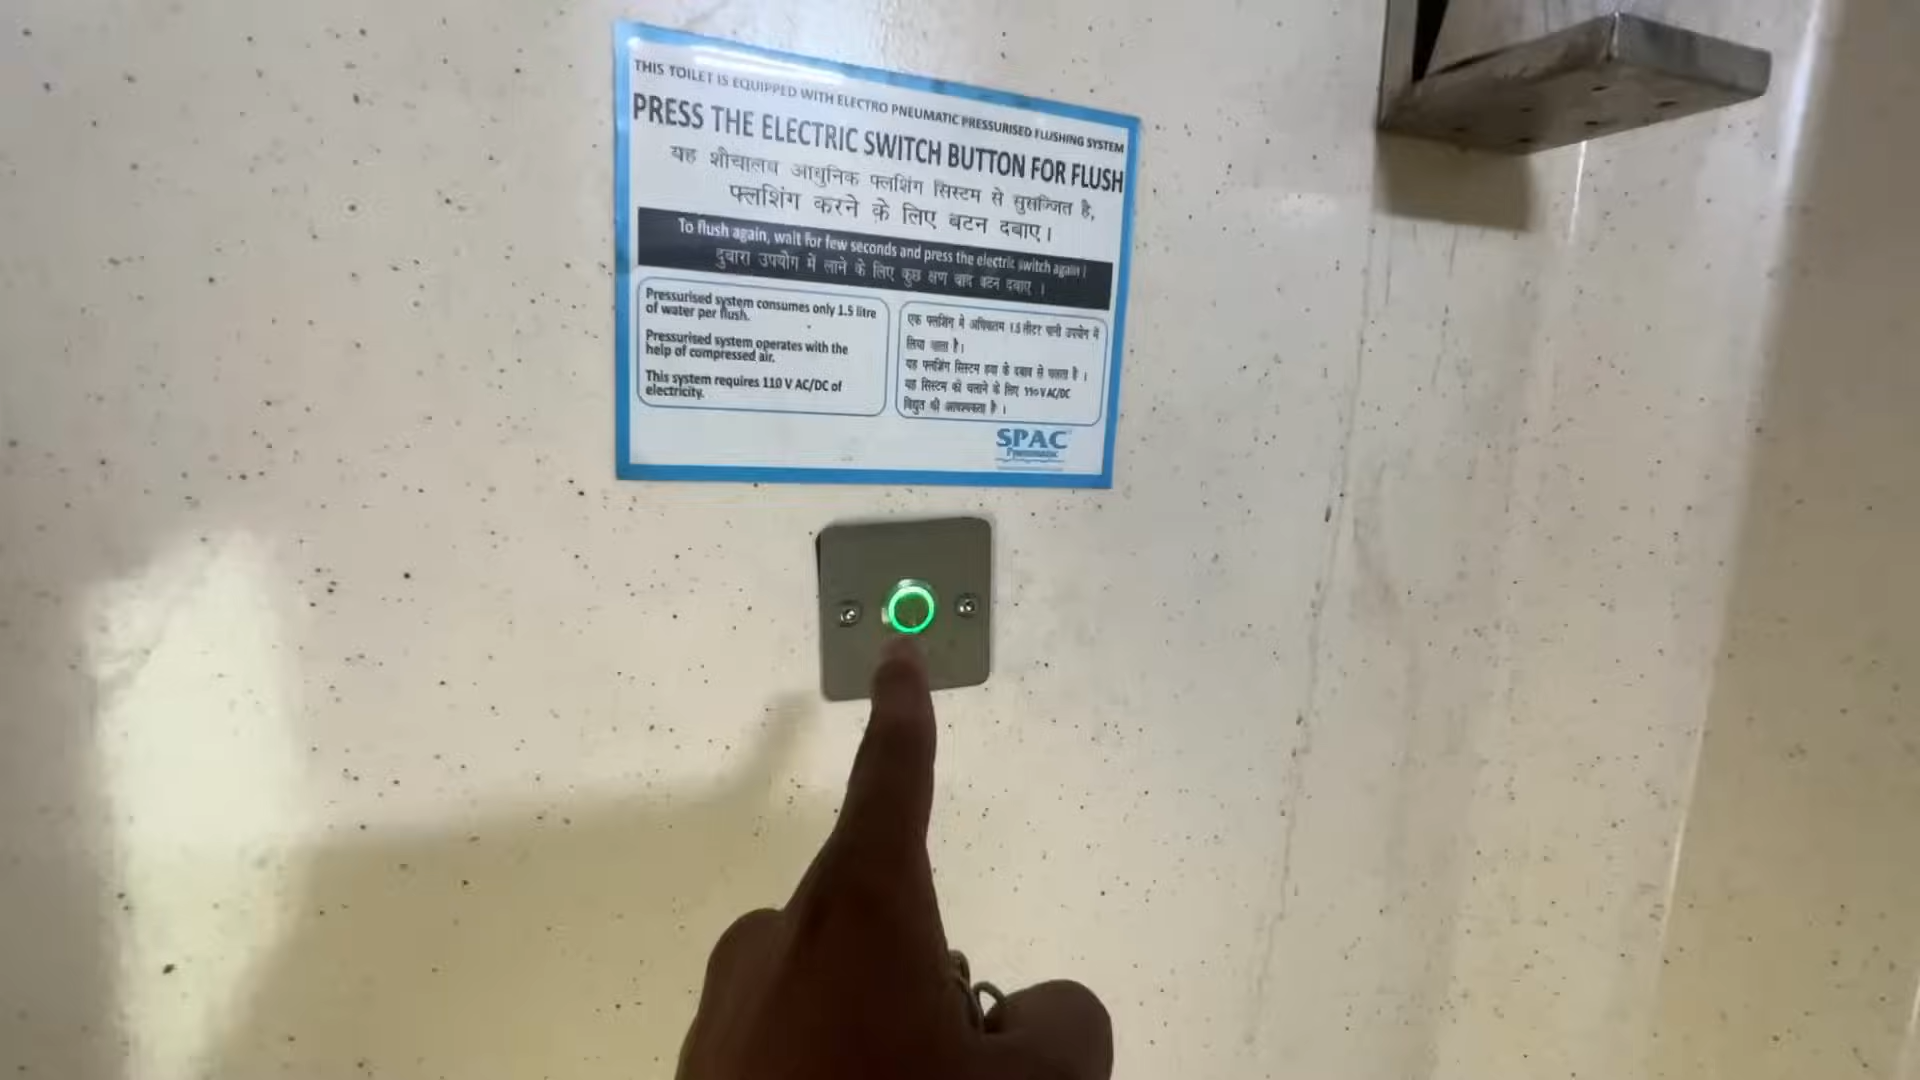 THIS TOILET IS EQUIPPED WITH ELECTRO PNEUMATIC PRESSURISED FLUSHING SYSTEM
PRESS THE ELECTRIC SWITCH BUTTON FOR FLUSH
यह शौचालय आधुनिक फ्लशिंग सिस्टम से सुसज्जित है,
फ्लशिंग करने के लिए बटन दबाए।
To flush again, wait for few seconds and press the electric switch again।
दुबारा उपयोग में लाने के लिए कुछ क्षण बाद बटन दबाए ।
Pressurised system consumes only 1.5 litre
of water per flush.
Pressurised system operates with the
help of compressed air.
This system requires 110 V AC/DC of
electricity.
एक फ्लशिंग मे अधिकतम 1.5 लीटर पानी उपयोग में
लिया जाता है।
यह फ्लशिंग सिस्टम हवा के दबाव से चलता है ।
यह सिस्टम को चलाने के लिए ११० V AC/DC
विद्युत की आवश्यकता है ।
SPAC
Pneumatic